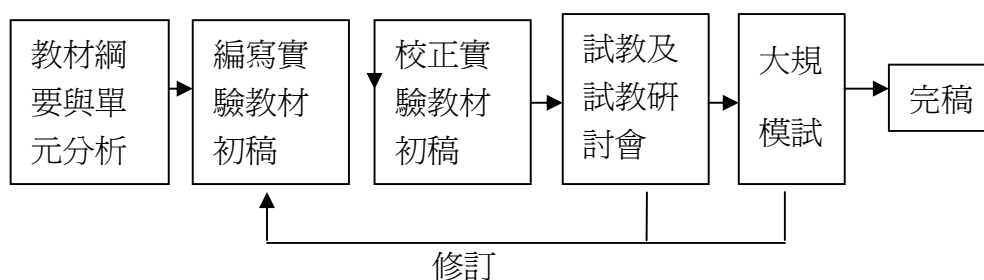 教材綱
要與單
元分析
編寫實
驗教材
初稿
校正實
驗教材
初稿
試教及
試教研
討會
大規
模試
完稿
修訂